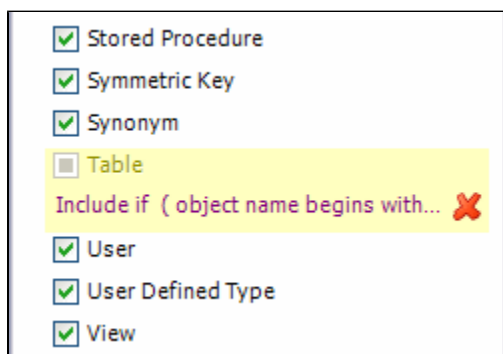 Stored Procedure
Symmetric Key
Synonym
Table
Include if ( object name begins with...
User
User Defined Type
View